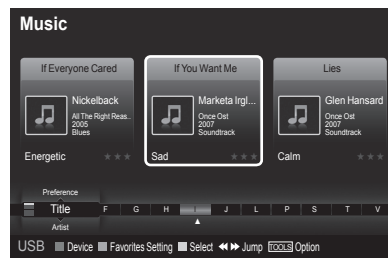 Music
If Everyone Cared
If You Want Me
Lies
Nickelback
All The Right Reas..
2005
Blues
Marketa Irgl...
Once Ost
2007
Soundtrack
Glen Hansard
Once Ost
2007
Soundtrack
Energetic
Sad
Calm
Preference
Title F G H I J L P S T V
Artist
USB Device Favorites Setting Select Jump TOOLS Option